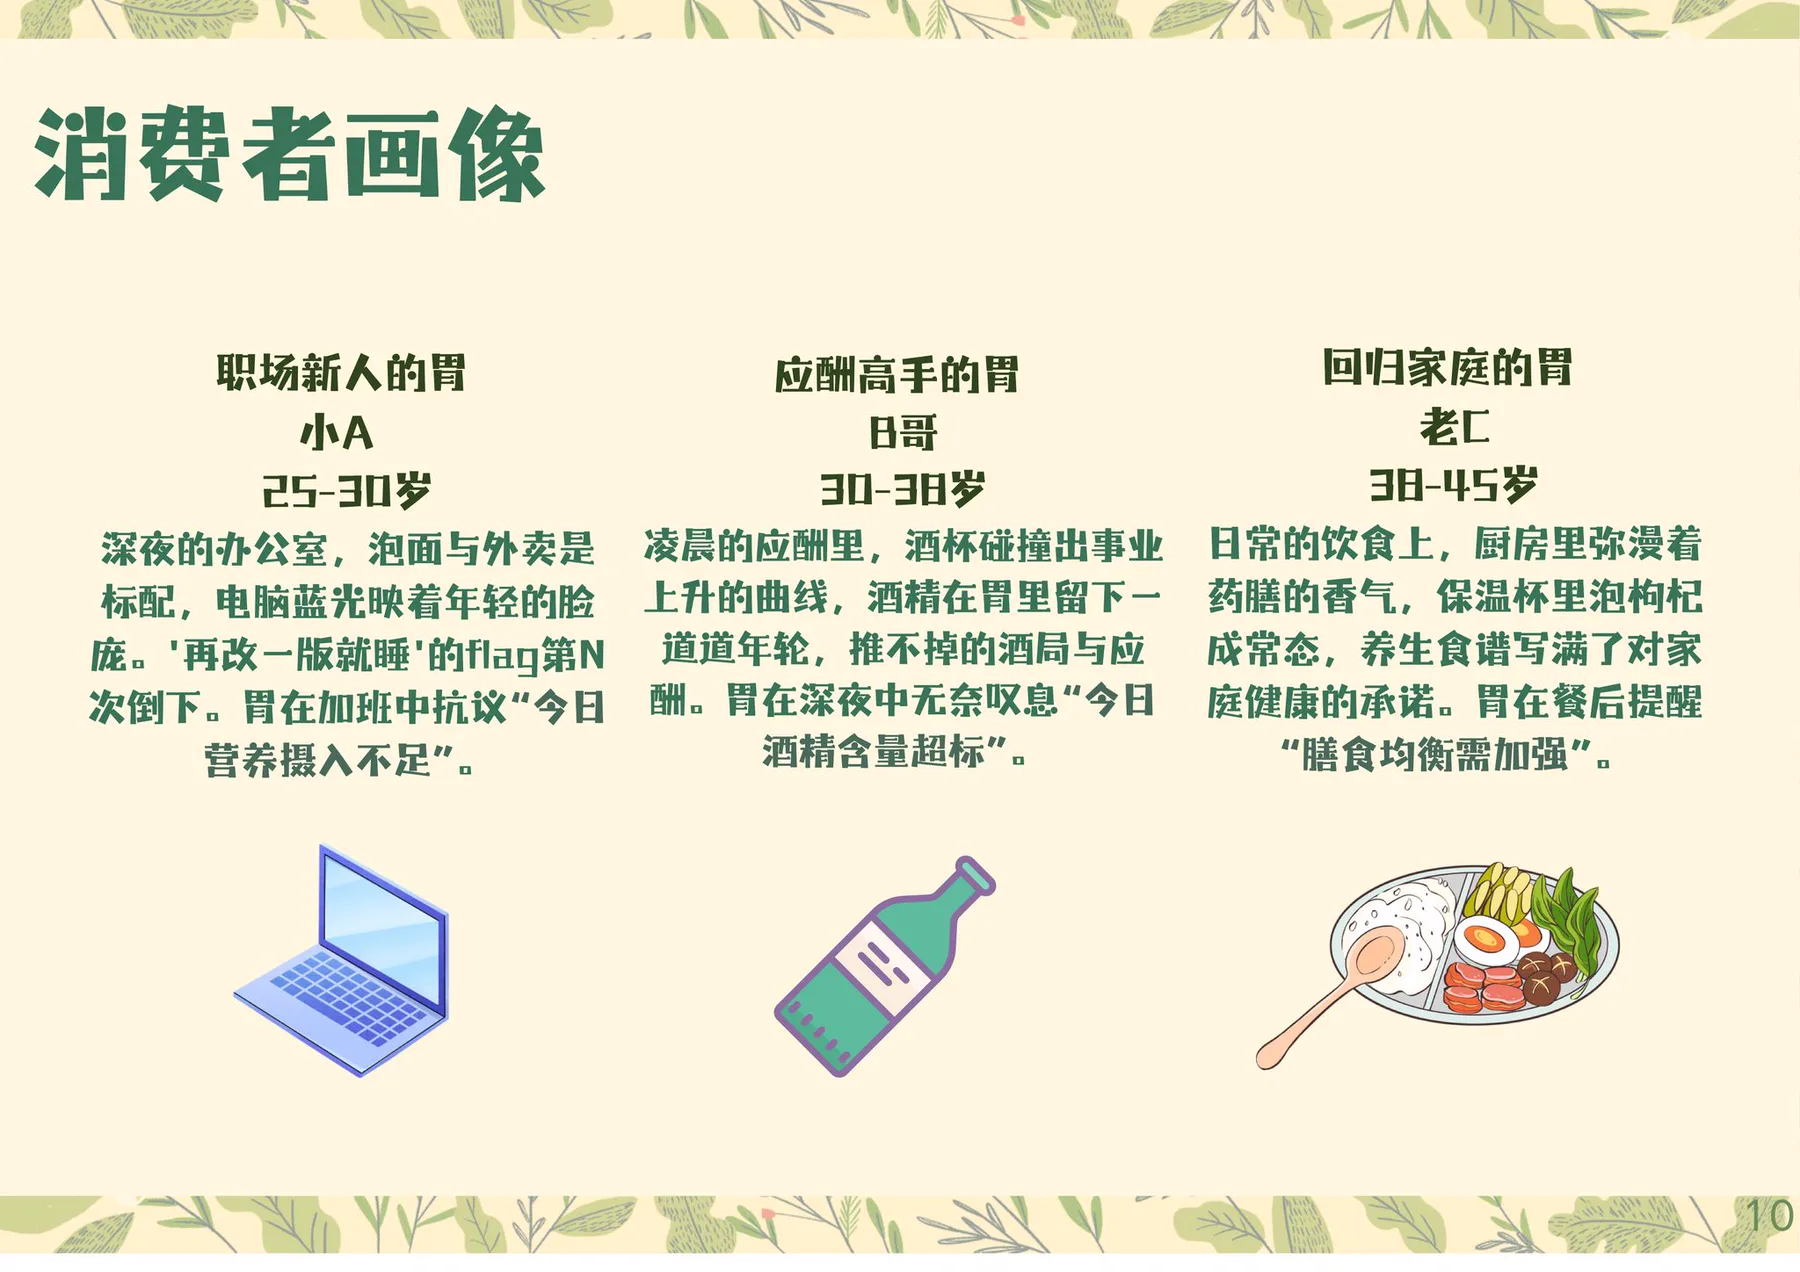 消费者画像
职场新人的胃
小A
25-30岁
深夜的办公室，泡面与外卖是
标配，电脑蓝光映着年轻的脸
庞。'再改一版就睡'的flag第N
次倒下。胃在加班中抗议“今日
营养摄入不足”。
应酬高手的胃
B哥
30-38岁
凌晨的应酬里，酒杯碰撞出事业
上升的曲线，酒精在胃里留下一
道道年轮，推不掉的酒局与应
酬。胃在深夜中无奈叹息“今日
酒精含量超标”。
回归家庭的胃
老C
38-45岁
日常的饮食上，厨房里弥漫着
药膳的香气，保温杯里泡枸杞
成常态，养生食谱写满了对家
庭健康的承诺。胃在餐后提醒
“膳食均衡需加强”。
10